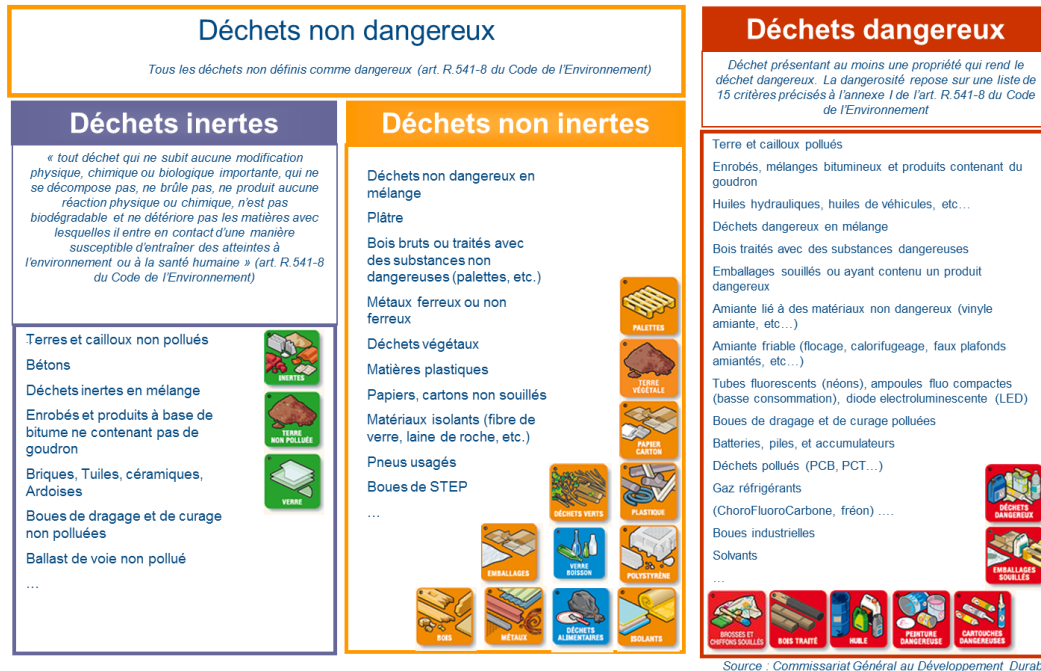 Déchets non dangereux
Tous les déchets non définis comme dangereux (art. R.541-8 du Code de l'Environnement)
Déchets inertes
« tout déchet qui ne subit aucune modification
physique, chimique ou biologique importante, qui ne
se décompose pas, ne brûle pas, ne produit aucune
réaction physique ou chimique, n'est pas
biodégradable et ne détériore pas les matières avec
lesquelles il entre en contact d'une manière
susceptible d'entraîner des atteintes à
l'environnement ou à la santé humaine » (art. R.541-8
du Code de l'Environnement)
Terres et cailloux non pollués
Bétons
Déchets inertes en mélange
Enrobés et produits à base de
bitume ne contenant pas de
goudron
Briques, Tuiles, céramiques,
Ardoises
Boues de dragage et de curage
non polluées
Ballast de voie non pollué
…
INERTES
TERRE
NON POLLUÉE
VERRE
Déchets non inertes
Déchets non dangereux en
mélange
Plâtre
Bois bruts ou traités avec
des substances non
dangereuses (palettes, etc.)
Métaux ferreux ou non
ferreux
Déchets végétaux
Matières plastiques
Papiers, cartons non souillés
Matériaux isolants (fibre de
verre, laine de roche, etc.)
Pneus usagés
Boues de STEP
…
PALETTES
TERRE
VÉGÉTALE
PAPIER
CARTON
DÉCHETS VERTS
PLASTIQUE
EMBALLAGES
VERRE
BOISSON
POLYSTYRÈNE
BOIS
MÉTAUX
DÉCHETS
ALIMENTAIRES
ISOLANTS
Déchets dangereux
Déchet présentant au moins une propriété qui rend le
déchet dangereux. La dangerosité repose sur une liste de
15 critères précisés à l'annexe I de l'art. R.541-8 du Code
de l'Environnement
Terre et cailloux pollués
Enrobés, mélanges bitumineux et produits contenant du
goudron
Huiles hydrauliques, huiles de véhicules, etc…
Déchets dangereux en mélange
Bois traités avec des substances dangereuses
Emballages souillés ou ayant contenu un produit
dangereux
Amiante lié à des matériaux non dangereux (vinyle
amiante, etc…)
Amiante friable (flocage, calorifugeage, faux plafonds
amiantés, etc…)
Tubes fluorescents (néons), ampoules fluo compactes
(basse consommation), diode electroluminescente (LED)
Boues de dragage et de curage polluées
Batteries, piles, et accumulateurs
Déchets pollués (PCB, PCT…)
Gaz réfrigérants
(ChoroFluoroCarbone, fréon) ….
Boues industrielles
Solvants
…
DÉCHETS
DANGEREUX
EMBALLAGES
SOUILLÉS
BROSSES ET
CHIFFONS SOUILLÉS
BOIS TRAITÉ
HUILE
PEINTURE
DANGEREUSE
CARTOUCHES
DANGEREUSES
Source : Commissariat Général au Développement Durab